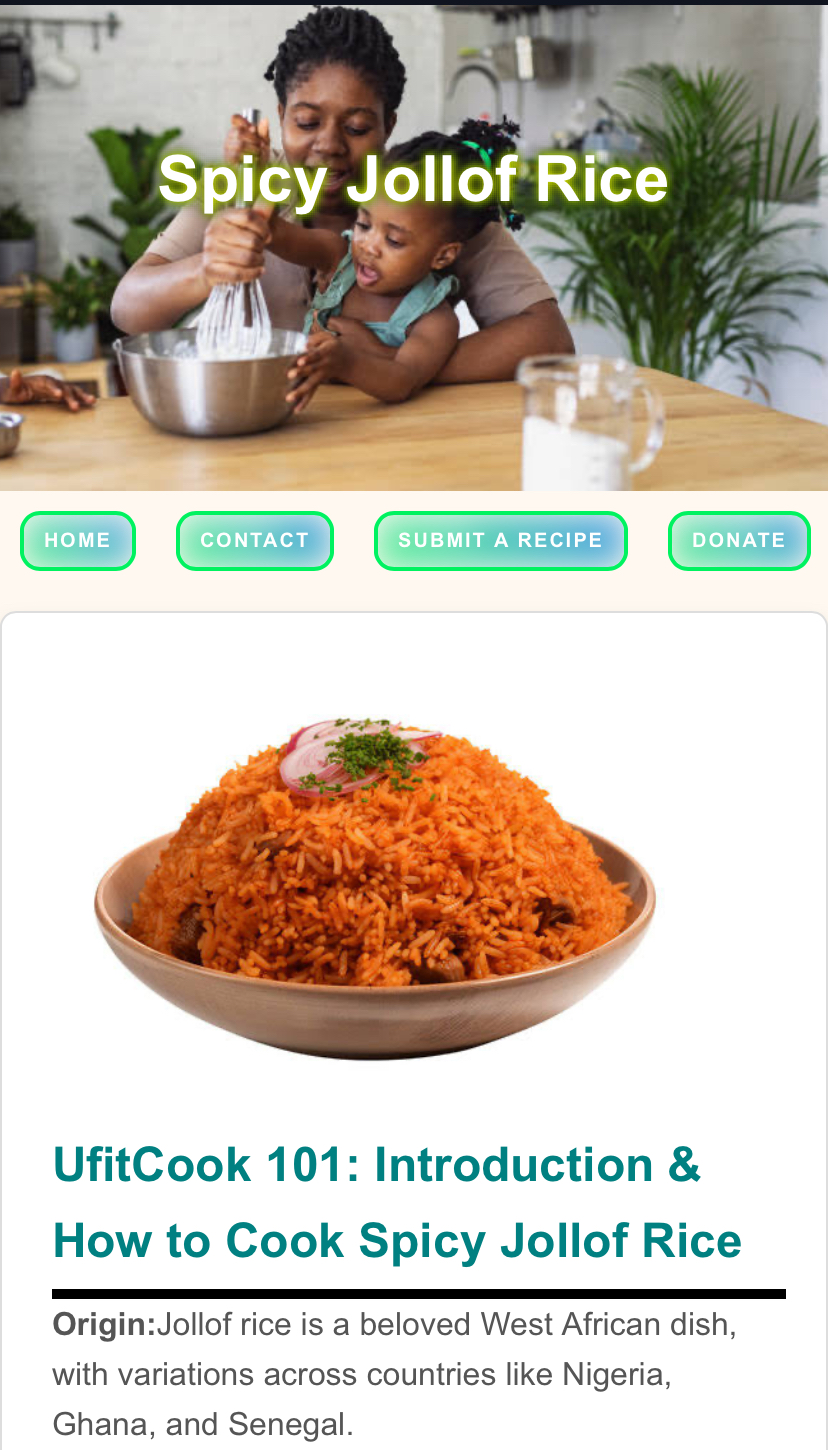 Spicy Jollof Rice
HOME CONTACT SUBMIT A RECIPE DONATE
UfitCook 101: Introduction &
How to Cook Spicy Jollof Rice
Origin:Jollof rice is a beloved West African dish,
with variations across countries like Nigeria,
Ghana, and Senegal.